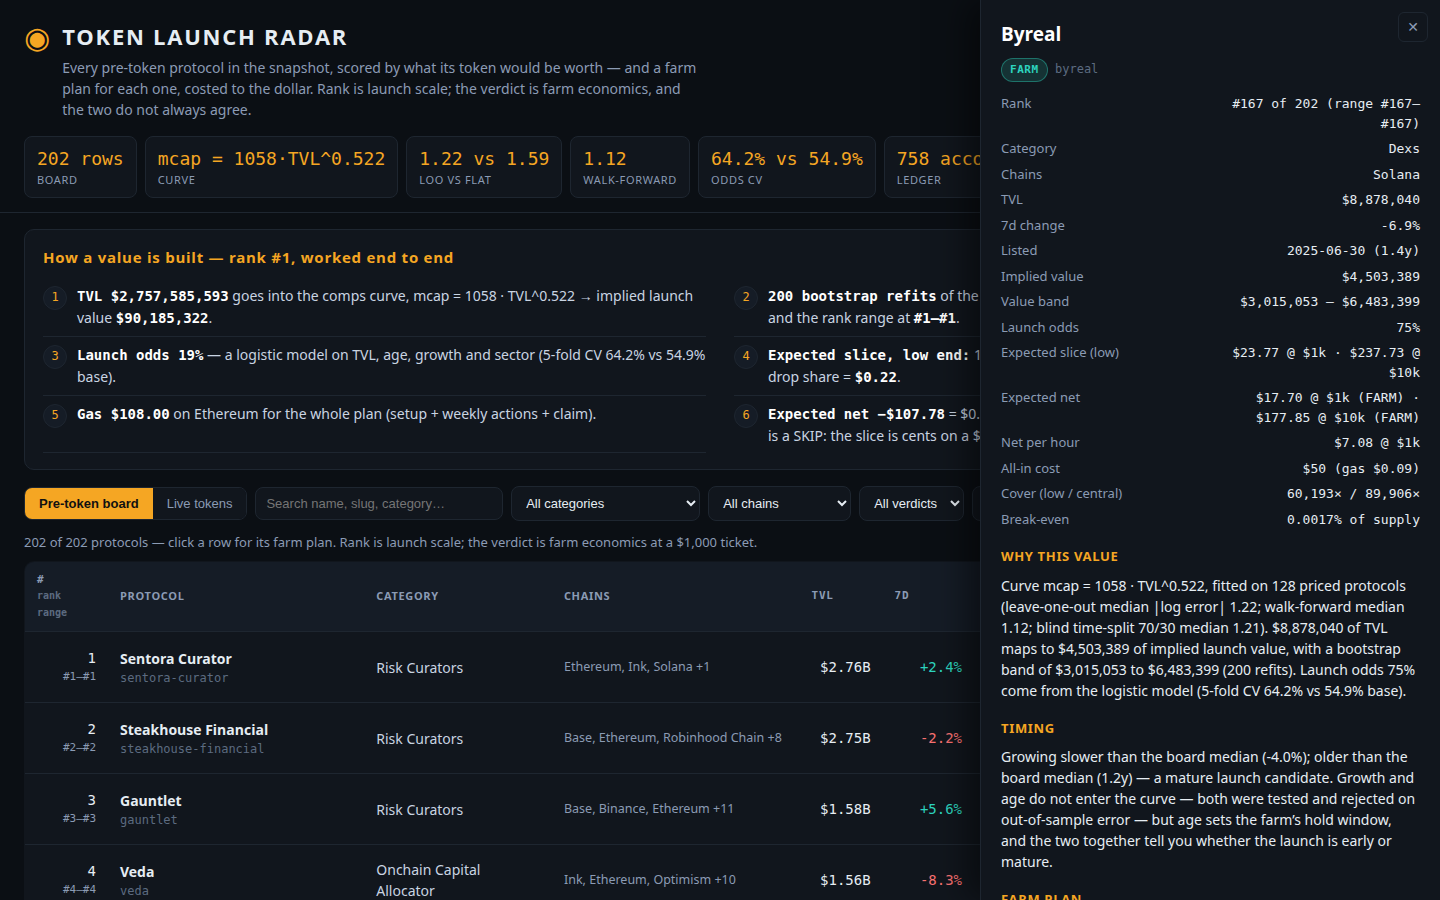 TOKEN LAUNCH RADAR
Every pre-token protocol in the snapshot, scored by what its token would be worth — and a farm
plan for each one, costed to the dollar. Rank is launch scale; the verdict is farm economics, and
the two do not always agree.
202 rows
BOARD
mcap = 1058·TVL^0.522
CURVE
1.22 vs 1.59
LOO VS FLAT
1.12
WALK-FORWARD
64.2% vs 54.9%
ODDS CV
758 acco
LEDGER
How a value is built — rank #1, worked end to end
1 TVL $2,757,585,593 goes into the comps curve, mcap = 1058 · TVL^0.522 → implied launch
value $90,185,322.
2 200 bootstrap refits of the
and the rank range at #1–#1.
3 Launch odds 19% — a logistic model on TVL, age, growth and sector (5-fold CV 64.2% vs 54.9%
base).
4 Expected slice, low end: 1
drop share = $0.22.
5 Gas $108.00 on Ethereum for the whole plan (setup + weekly actions + claim).
6 Expected net −$107.78 = $0.
is a SKIP: the slice is cents on a $
Pre-token board
Live tokens
Search name, slug, category…
All categories
All chains
All verdicts
202 of 202 protocols — click a row for its farm plan. Rank is launch scale; the verdict is farm economics at a $1,000 ticket.
# rank range PROTOCOL CATEGORY CHAINS TVL 7D
1 Sentora Curator Risk Curators Ethereum, Ink, Solana +1 $2.76B +2.4%
#1–#1 sentora-curator
2 Steakhouse Financial Risk Curators Base, Ethereum, Robinhood Chain +8 $2.75B -2.2%
#2–#2 steakhouse-financial
3 Gauntlet Risk Curators Base, Binance, Ethereum +11 $1.58B +5.6%
#3–#3 gauntlet
4 Veda Onchain Capital Allocator Ink, Ethereum, Optimism +10 $1.56B -8.3%
#4–#4 veda
Byreal
✕
FARM byreal
Rank #167 of 202 (range #167–
#167)
Category Dexs
Chains Solana
TVL $8,878,040
7d change -6.9%
Listed 2025-06-30 (1.4y)
Implied value $4,503,389
Value band $3,015,053 – $6,483,399
Launch odds 75%
Expected slice (low) $23.77 @ $1k · $237.73 @
$10k
Expected net $17.70 @ $1k (FARM) ·
$177.85 @ $10k (FARM)
Net per hour $7.08 @ $1k
All-in cost $50 (gas $0.09)
Cover (low / central) 60,193× / 89,906×
Break-even 0.0017% of supply
WHY THIS VALUE
Curve mcap = 1058 · TVL^0.522, fitted on 128 priced protocols
(leave-one-out median |log error| 1.22; walk-forward median
1.12; blind time-split 70/30 median 1.21). $8,878,040 of TVL
maps to $4,503,389 of implied launch value, with a bootstrap
band of $3,015,053 to $6,483,399 (200 refits). Launch odds 75%
come from the logistic model (5-fold CV 64.2% vs 54.9% base).
TIMING
Growing slower than the board median (-4.0%); older than the
board median (1.2y) — a mature launch candidate. Growth and
age do not enter the curve — both were tested and rejected on
out-of-sample error — but age sets the farm's hold window,
and the two together tell you whether the launch is early or
mature.
FARM PLAN